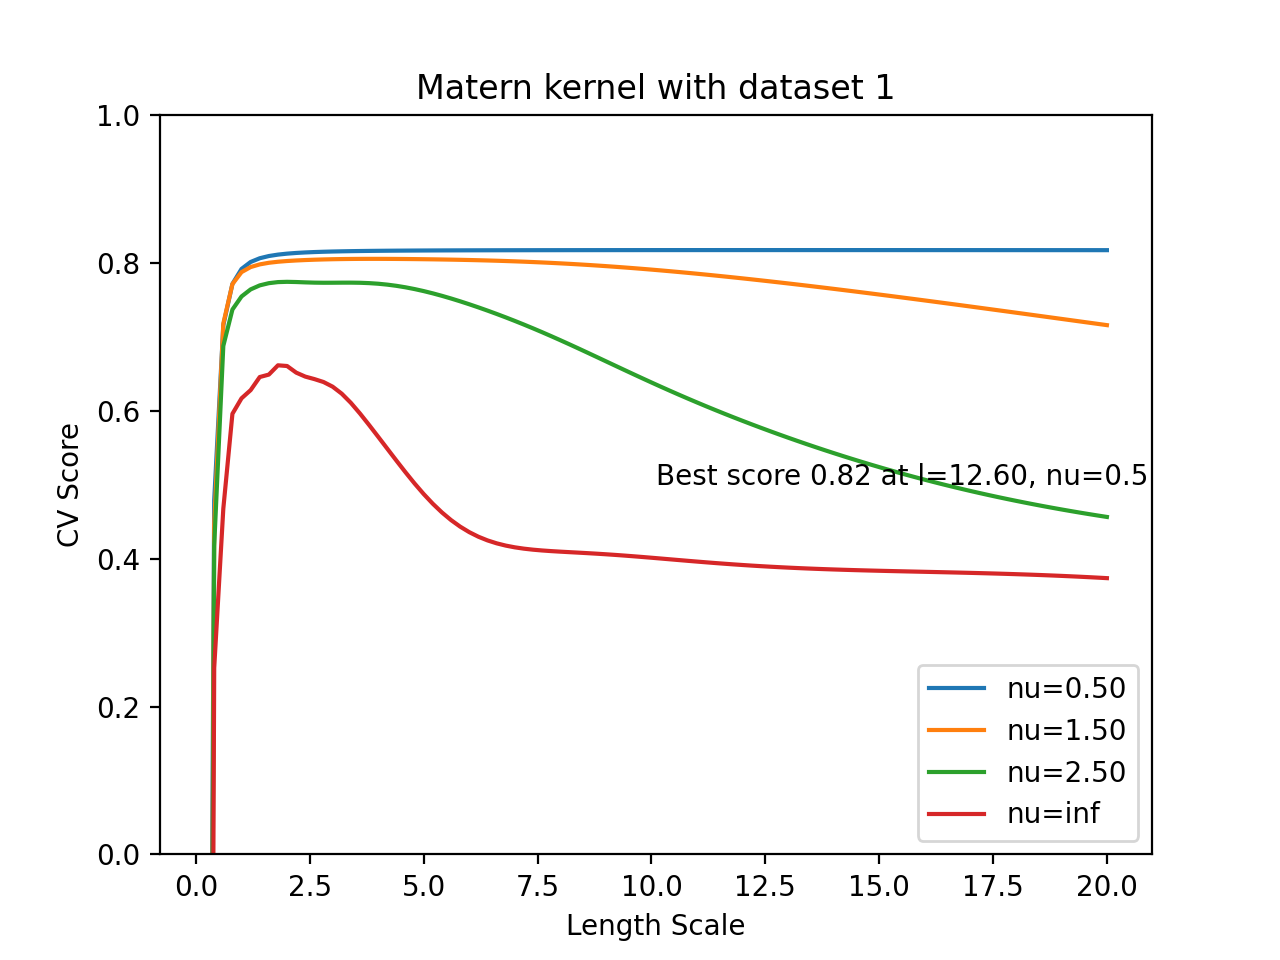 Matern kernel with dataset 1
1.0
0.8
0.6
0.4
0.2
0.0
CV Score
Best score 0.82 at l=12.60, nu=0.5
nu=0.50
nu=1.50
nu=2.50
nu=inf
0.0 2.5 5.0 7.5 10.0 12.5 15.0 17.5 20.0
Length Scale